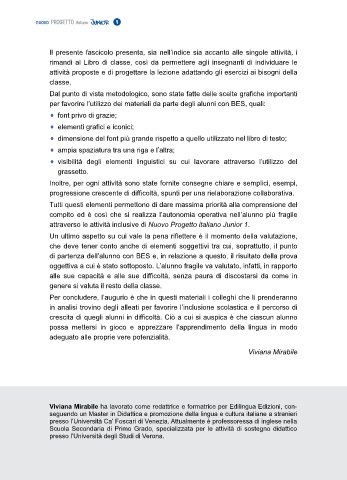 nuovo PROGETTO italiano Junior 1
Il presente fascicolo presenta, sia nell'indice sia accanto alle singole attività, i
rimandi al Libro di classe, così da permettere agli insegnanti di individuare le
attività proposte e di progettare la lezione adattando gli esercizi ai bisogni della
classe.
Dal punto di vista metodologico, sono state fatte delle scelte grafiche importanti
per favorire l'utilizzo dei materiali da parte degli alunni con BES, quali:
• font privo di grazie;
• elementi grafici e iconici;
• dimensione del font più grande rispetto a quello utilizzato nel libro di testo;
• ampia spaziatura tra una riga e l'altra;
• visibilità degli elementi linguistici su cui lavorare attraverso l'utilizzo del
grassetto.
Inoltre, per ogni attività sono state fornite consegne chiare e semplici, esempi,
progressione crescente di difficoltà, spunti per una rielaborazione collaborativa.
Tutti questi elementi permettono di dare massima priorità alla comprensione del
compito ed è così che si realizza l'autonomia operativa nell'alunno più fragile
attraverso le attività inclusive di Nuovo Progetto italiano Junior 1.
Un ultimo aspetto su cui vale la pena riflettere è il momento della valutazione,
che deve tener conto anche di elementi soggettivi tra cui, soprattutto, il punto
di partenza dell'alunno con BES e, in relazione a questo, il risultato della prova
oggettiva a cui è stato sottoposto. L'alunno fragile va valutato, infatti, in rapporto
alle sue capacità e alle sue difficoltà, senza paura di discostarsi da come in
genere si valuta il resto della classe.
Per concludere, l'augurio è che in questi materiali i colleghi che li prenderanno
in analisi trovino degli alleati per favorire l'inclusione scolastica e il percorso di
crescita di quegli alunni in difficoltà. Ciò a cui si auspica è che ciascun alunno
possa mettersi in gioco e apprezzare l'apprendimento della lingua in modo
adeguato alle proprie vere potenzialità.
Viviana Mirabile
Viviana Mirabile ha lavorato come redattrice e formatrice per Edilingua Edizioni, con-
seguendo un Master in Didattica e promozione della lingua e cultura italiane a stranieri
presso l'Università Ca' Foscari di Venezia. Attualmente è professoressa di inglese nella
Scuola Secondaria di Primo Grado, specializzata per le attività di sostegno didattico
presso l'Università degli Studi di Verona.